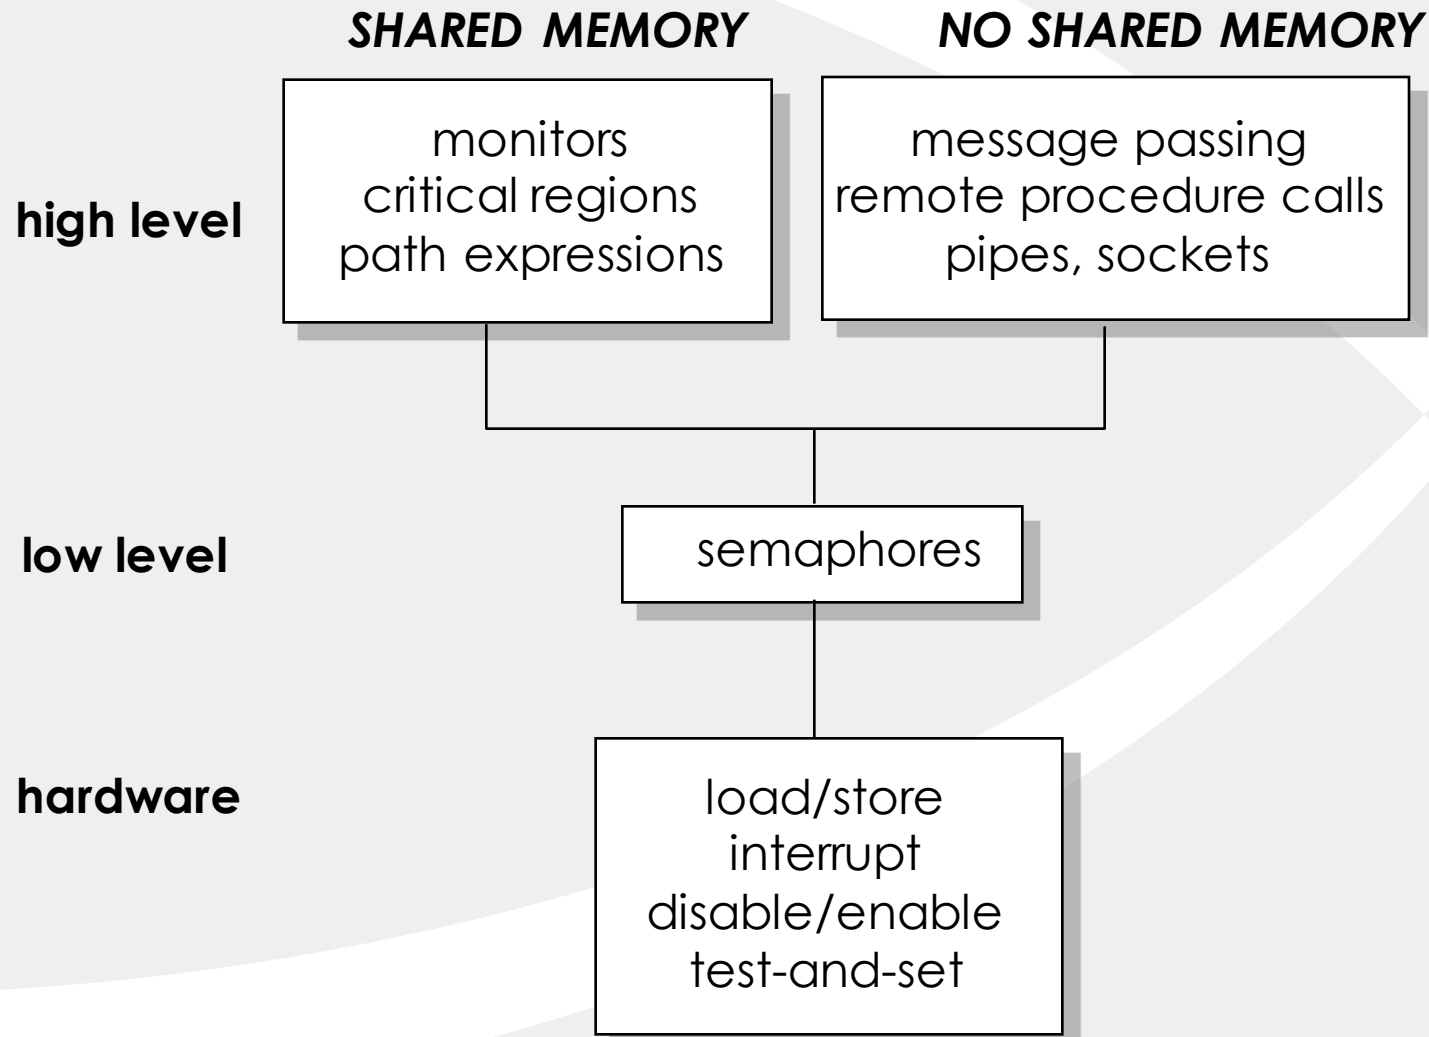 SHARED MEMORY
NO SHARED MEMORY
high level
monitors
critical regions
path expressions
message passing
remote procedure calls
pipes, sockets
low level
semaphores
hardware
load/store
interrupt
disable/enable
test-and-set